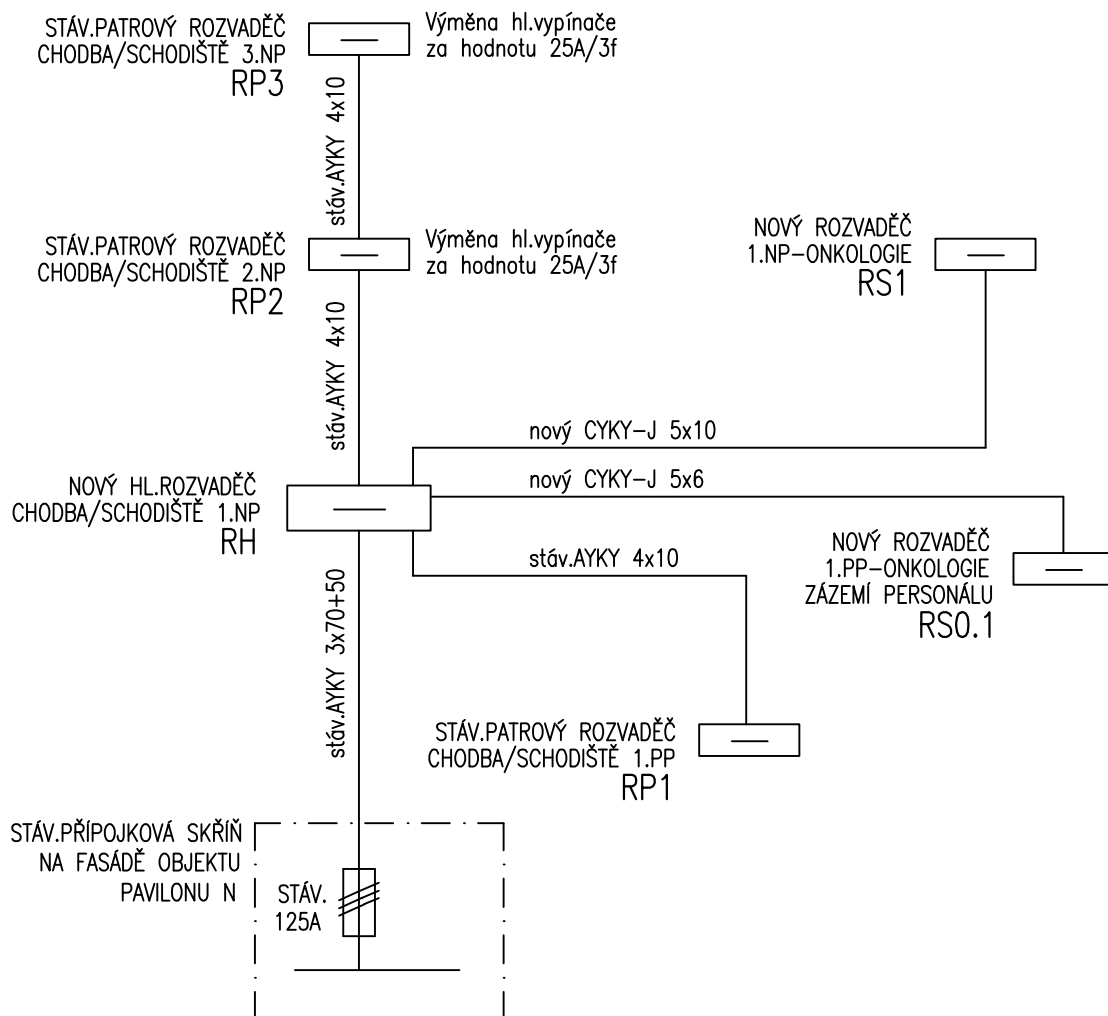 STÁV.PATROVÝ ROZVADĚČ
CHODBA/SCHODIŠTĚ 3.NP
RP3
Výměna hl.vypínače
za hodnotu 25A/3f
stáv.AYKY 4x10
STÁV.PATROVÝ ROZVADĚČ
CHODBA/SCHODIŠTĚ 2.NP
RP2
Výměna hl.vypínače
za hodnotu 25A/3f
NOVÝ ROZVADĚČ
1.NP-ONKOLOGIE
RS1
stáv.AYKY 4x10
nový CYKY-J 5x10
NOVÝ HL.ROZVADĚČ
CHODBA/SCHODIŠTĚ 1.NP
RH
nový CYKY-J 5x6
stáv.AYKY 4x10
NOVÝ ROZVADĚČ
1.PP-ONKOLOGIE
ZÁZEMÍ PERSONÁLU
RS0.1
stáv.AYKY 3x70+50
STÁV.PATROVÝ ROZVADĚČ
CHODBA/SCHODIŠTĚ 1.PP
RP1
STÁV.PŘÍPOJKOVÁ SKŘÍŇ
NA FASÁDĚ OBJEKTU
PAVILONU N
STÁV.
125A